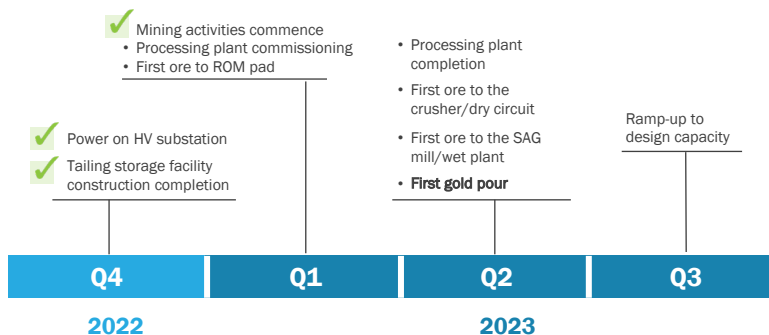 Mining activities commence
• Processing plant commissioning
• First ore to ROM pad
Power on HV substation
Tailing storage facility
construction completion
• Processing plant
completion
• First ore to the
crusher/dry circuit
• First ore to the SAG
mill/wet plant
• First gold pour
Ramp-up to
design capacity
Q4
Q1
Q2
Q3
2022
2023